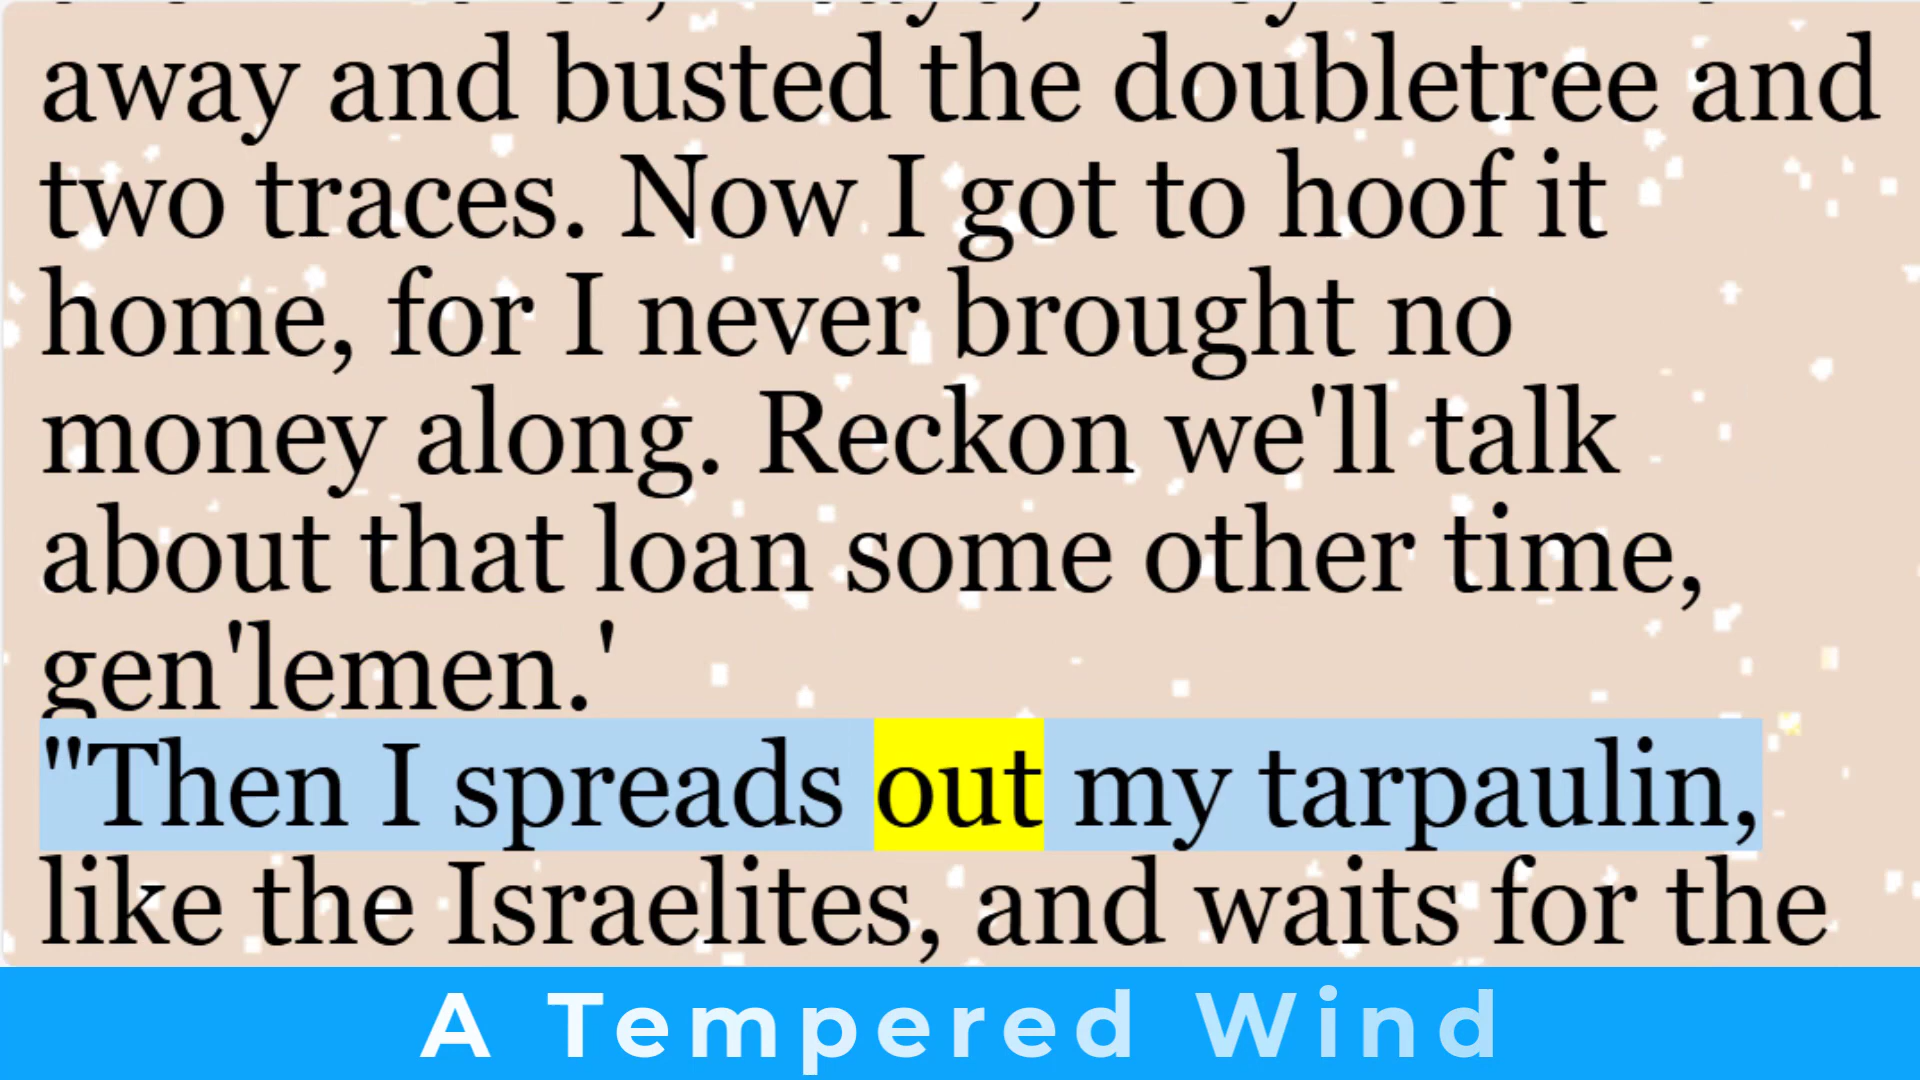 away and busted the doubletree and
two traces. Now I got to hoof it
home, for I never brought no
money along. Reckon we'll talk
about that loan some other time,
gen'lemen.'
"Then I spreads out my tarpaulin,
like the Israelites, and waits for the
A Tempered Wind